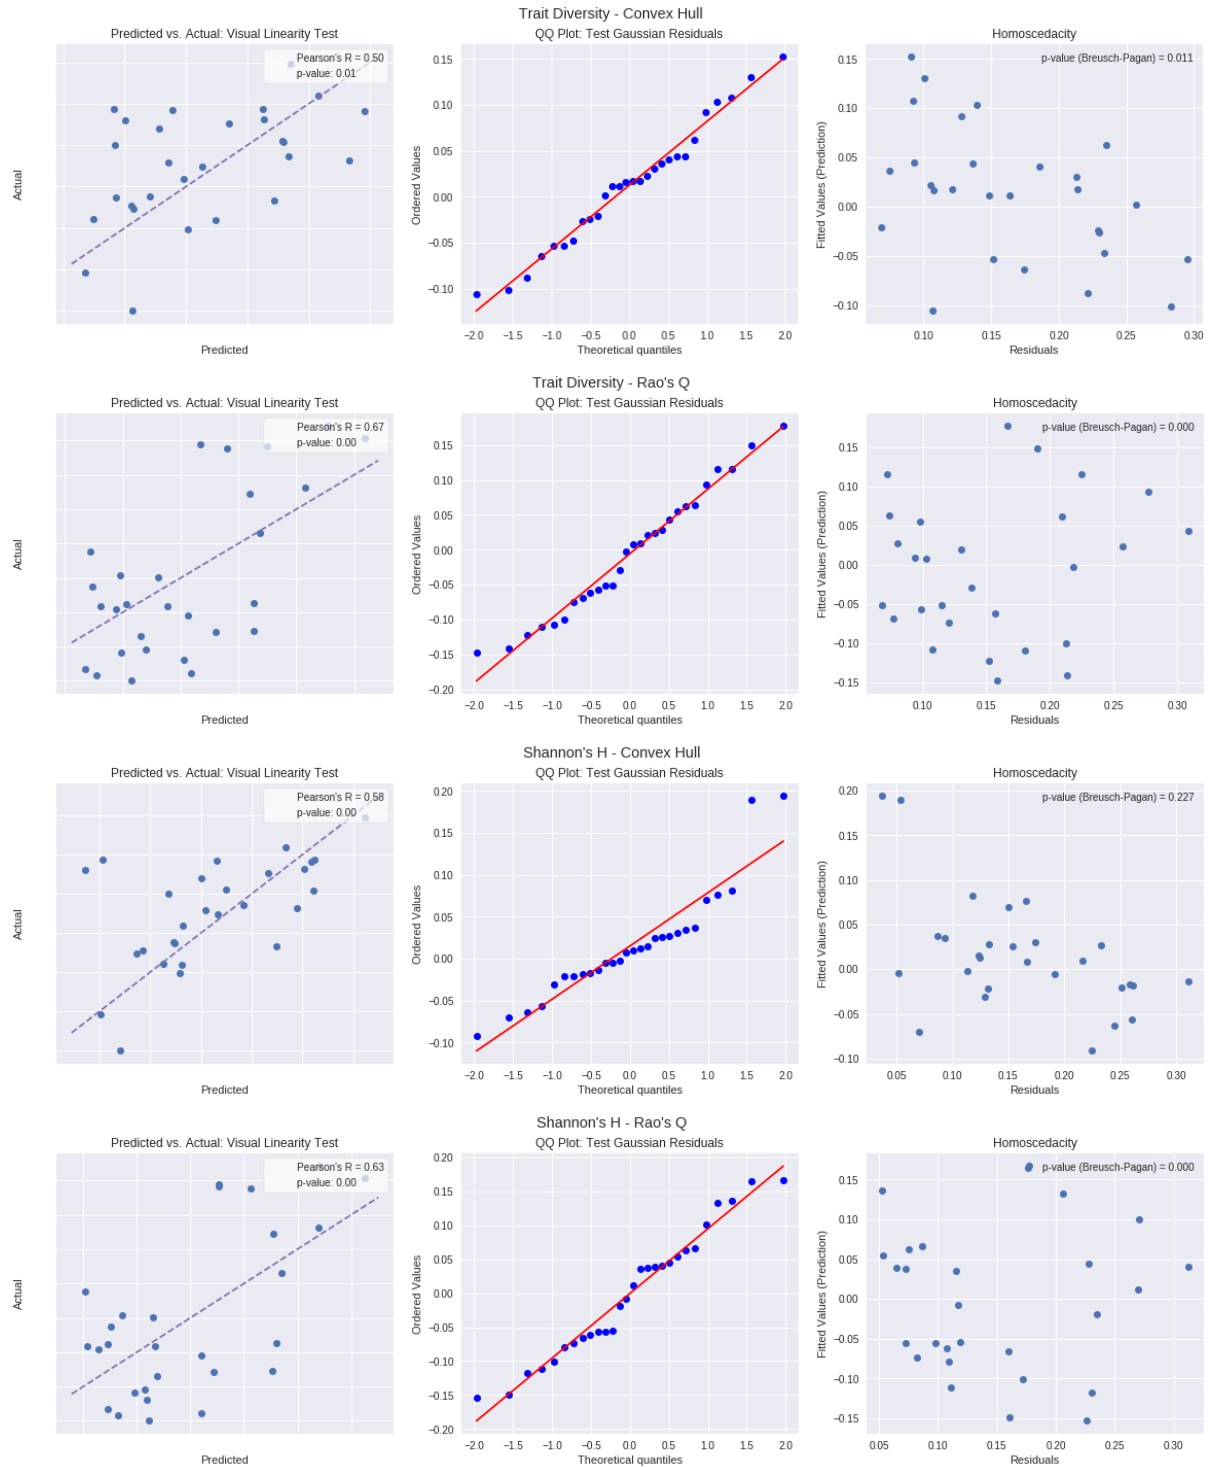 Trait Diversity - Convex Hull
Predicted vs. Actual: Visual Linearity Test
Pearson's R = 0.50
p-value: 0.01
Actual
Predicted
QQ Plot: Test Gaussian Residuals
0.15
0.10
0.05
0.00
−0.05
−0.10
Ordered Values
−2.0 −1.5 −1.0 −0.5 0.0 0.5 1.0 1.5 2.0
Theoretical quantiles
Homoscedacity
p-value (Breusch-Pagan) = 0.011
0.15
0.10
0.05
0.00
−0.05
−0.10
Fitted Values (Prediction)
0.10 0.15 0.20 0.25 0.30
Residuals
Trait Diversity - Rao's Q
Predicted vs. Actual: Visual Linearity Test
Pearson's R = 0.67
p-value: 0.00
Actual
Predicted
QQ Plot: Test Gaussian Residuals
0.15
0.10
0.05
0.00
−0.05
−0.10
−0.15
−0.20
Ordered Values
−2.0 −1.5 −1.0 −0.5 0.0 0.5 1.0 1.5 2.0
Theoretical quantiles
Homoscedacity
p-value (Breusch-Pagan) = 0.000
0.15
0.10
0.05
0.00
−0.05
−0.10
−0.15
Fitted Values (Prediction)
0.10 0.15 0.20 0.25 0.30
Residuals
Shannon's H - Convex Hull
Predicted vs. Actual: Visual Linearity Test
Pearson's R = 0.58
p-value: 0.00
Actual
Predicted
QQ Plot: Test Gaussian Residuals
0.20
0.15
0.10
0.05
0.00
−0.05
−0.10
Ordered Values
−2.0 −1.5 −1.0 −0.5 0.0 0.5 1.0 1.5 2.0
Theoretical quantiles
Homoscedacity
p-value (Breusch-Pagan) = 0.227
0.20
0.15
0.10
0.05
0.00
−0.05
−0.10
Fitted Values (Prediction)
0.05 0.10 0.15 0.20 0.25 0.30
Residuals
Shannon's H - Rao's Q
Predicted vs. Actual: Visual Linearity Test
Pearson's R = 0.63
p-value: 0.00
Actual
Predicted
QQ Plot: Test Gaussian Residuals
0.20
0.15
0.10
0.05
0.00
−0.05
−0.10
−0.15
−0.20
Ordered Values
−2.0 −1.5 −1.0 −0.5 0.0 0.5 1.0 1.5 2.0
Theoretical quantiles
Homoscedacity
p-value (Breusch-Pagan) = 0.000
0.15
0.10
0.05
0.00
−0.05
−0.10
−0.15
Fitted Values (Prediction)
0.05 0.10 0.15 0.20 0.25 0.30
Residuals